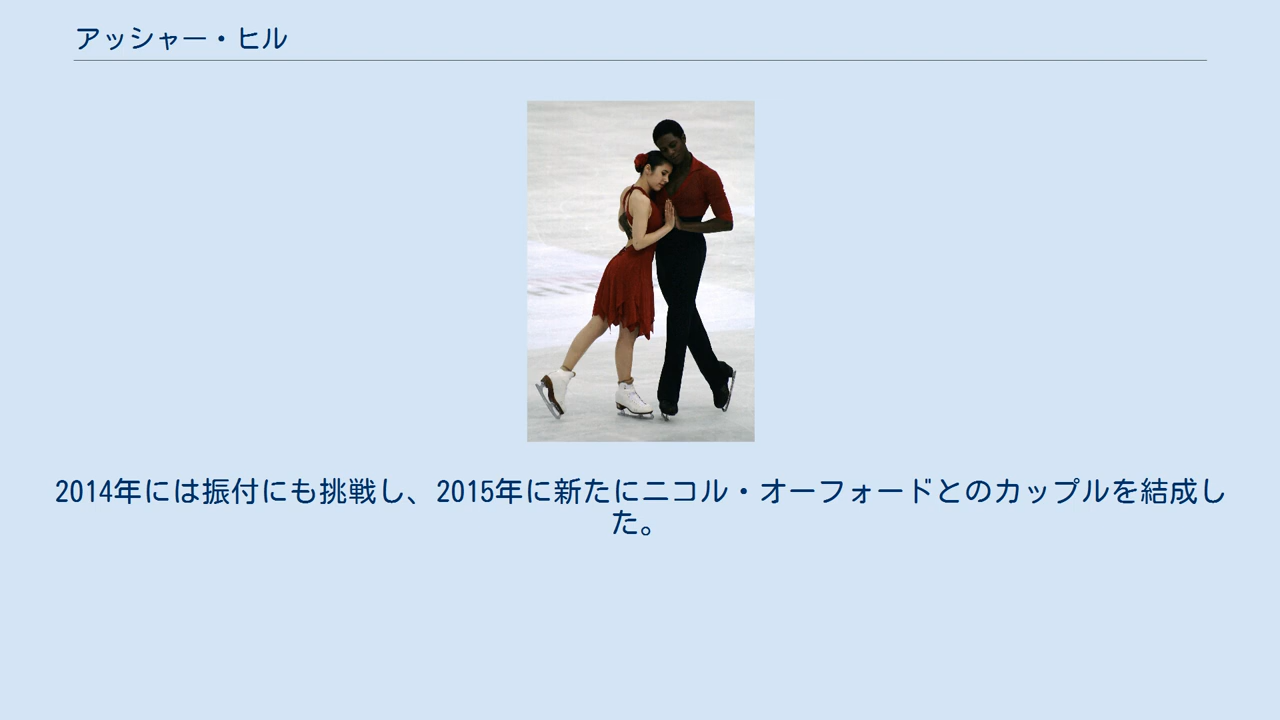 アッシャー・ヒル
2014年には振付にも挑戦し、2015年に新たにニコル・オーフォードとのカップルを結成し
た。